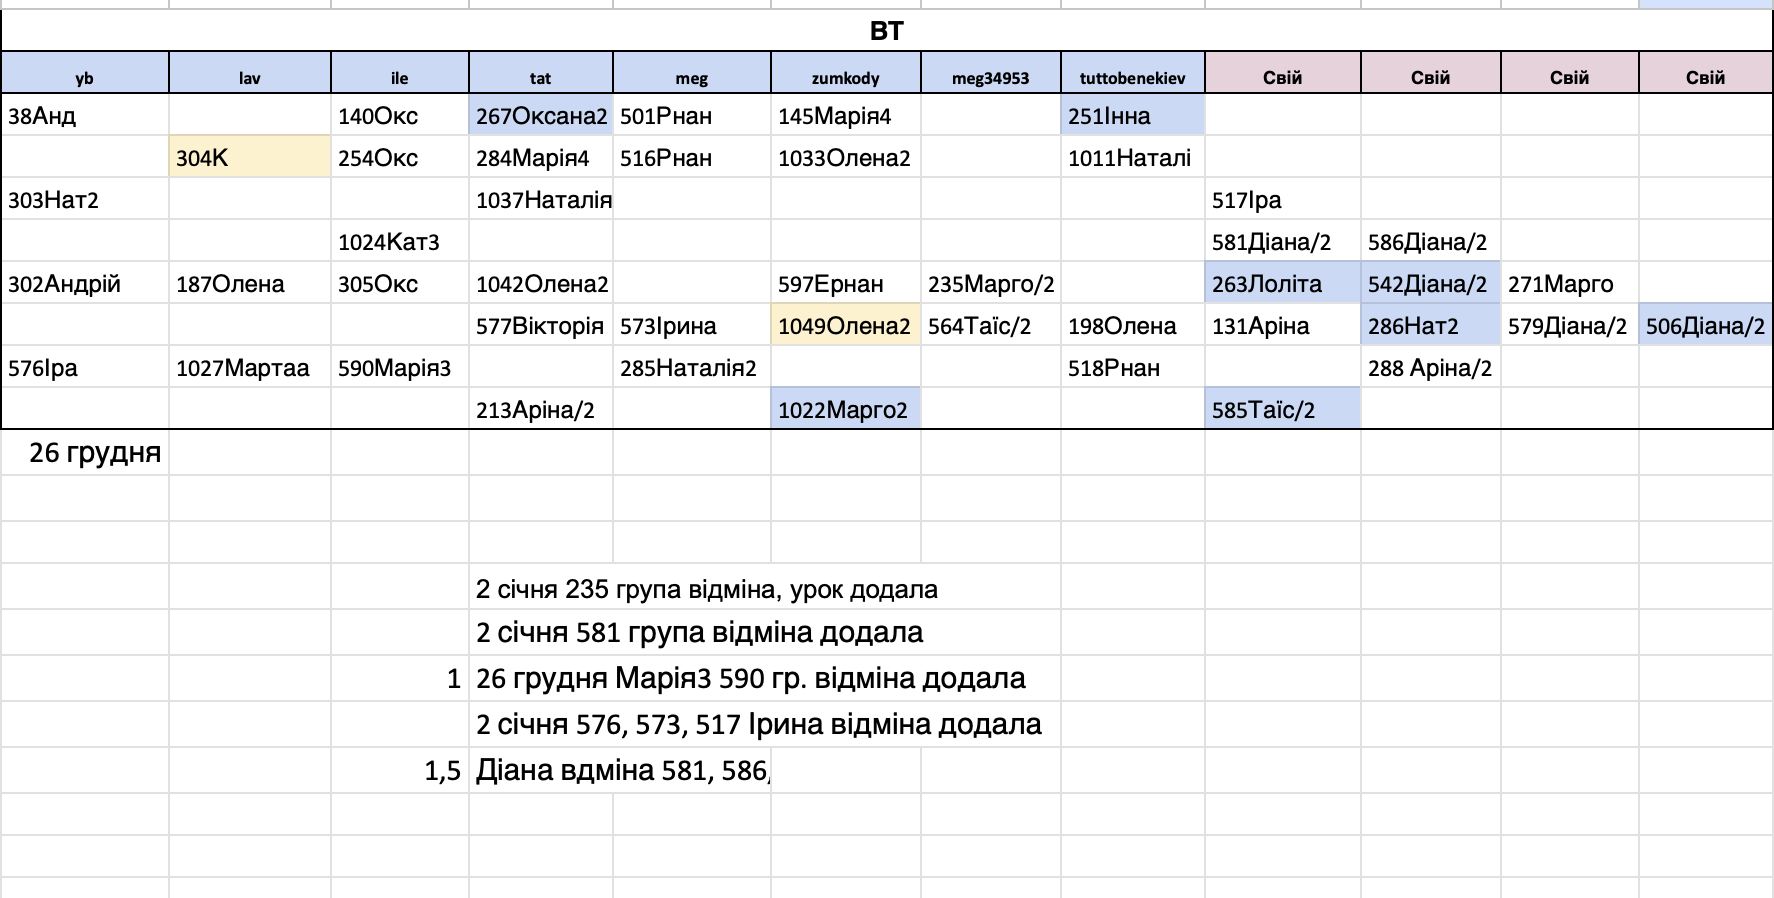 ВТ
yb lav ile tat meg zumkody meg34953 tuttobenekiev Свій Свій Свій Свій
38Анд 140Окс 267Оксана2 501Рнан 145Марія4 251Інна
304К 254Окс 284Марія4 516Рнан 1033Олена2 1011Наталі
303Нат2 1037Наталія 517Іра
1024Кат3 581Діана/2 586Діана/2
302Андрій 187Олена 305Окс 1042Олена2 597Ернан 235Марго/2 263Лоліта 542Діана/2 271Марго
577Вікторія 573Ірина 1049Олена2 564Таїс/2 198Олена 131Аріна 286Нат2 579Діана/2 506Діана/2
576Іра 1027Мартаа 590Марія3 285Наталія2 518Рнан 288 Аріна/2
213Аріна/2 1022Марго2 585Таїс/2
26 грудня
2 січня 235 група відміна, урок додала
2 січня 581 група відміна додала
1 26 грудня Марія3 590 гр. відміна додала
2 січня 576, 573, 517 Ірина відміна додала
1,5 Діана вдміна 581, 586,